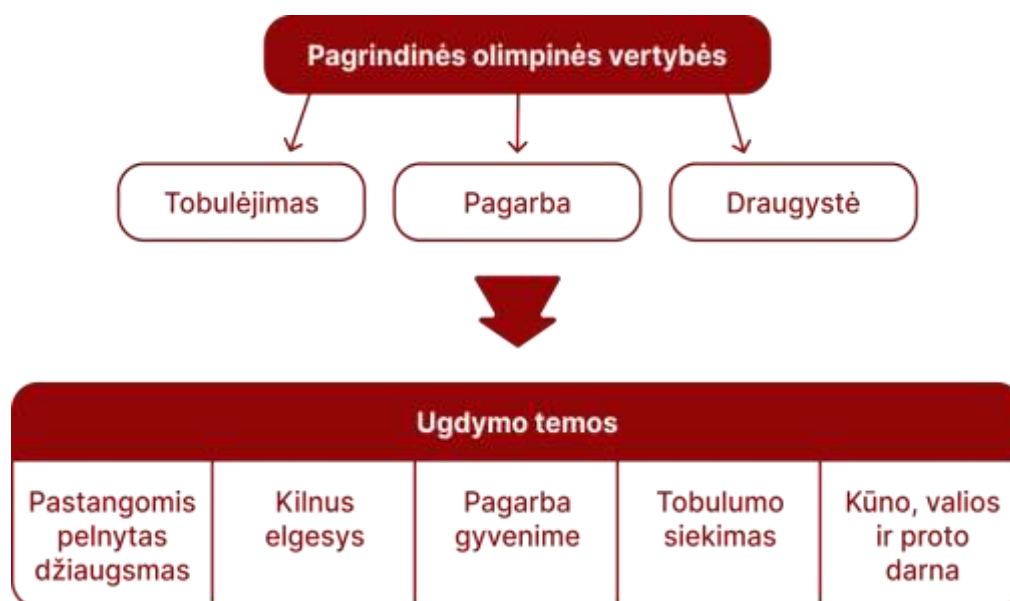 Pagrindinės olimpinės vertybės
Tobulėjimas
Pagarba
Draugystė
Ugdymo temos
Pastangomis
pelnytas
džiaugsmas
Kilnus
elgesys
Pagarba
gyvenime
Tobulumo
siekimas
Kūno, valios
ir proto
darna